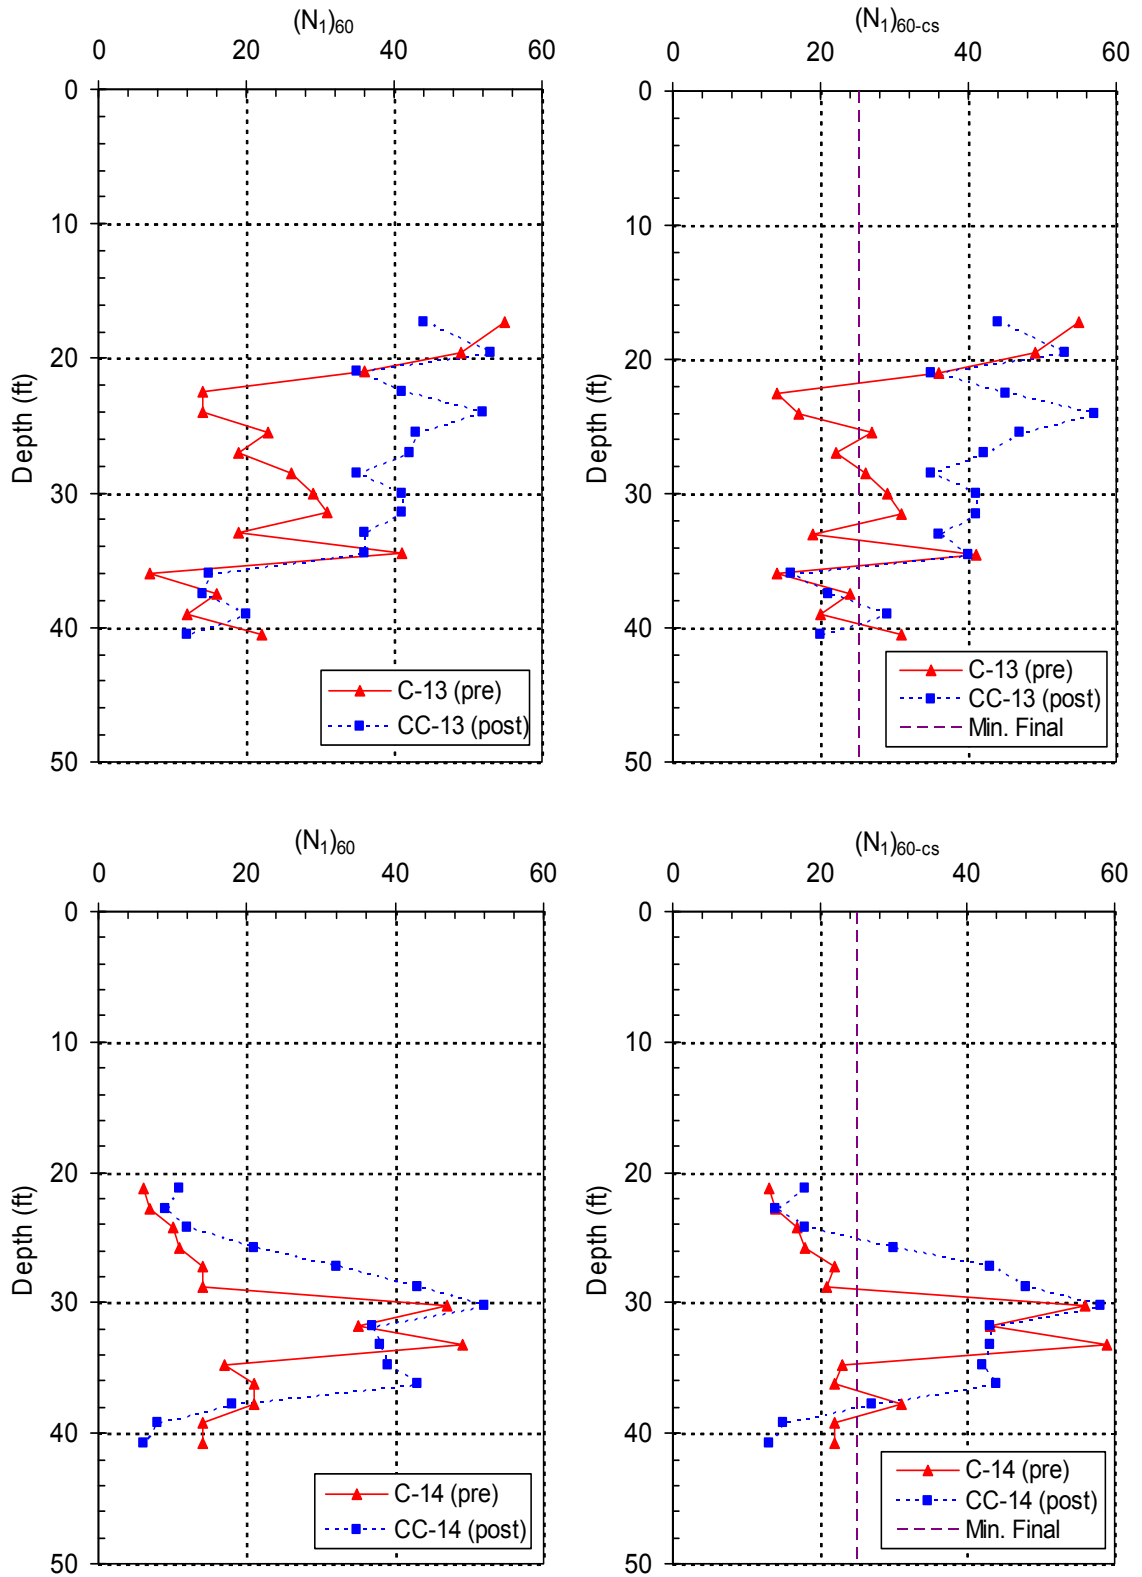 (N1)60
0 20 40 60
0
10
20
30
40
50
Depth (ft)
C-13 (pre)
CC-13 (post)
(N1)60-cs
0 20 40 60
0
10
20
30
40
50
Depth (ft)
C-13 (pre)
CC-13 (post)
Min. Final
(N1)60
0 20 40 60
0
10
20
30
40
50
Depth (ft)
C-14 (pre)
CC-14 (post)
(N1)60-cs
0 20 40 60
0
10
20
30
40
50
Depth (ft)
C-14 (pre)
CC-14 (post)
Min. Final